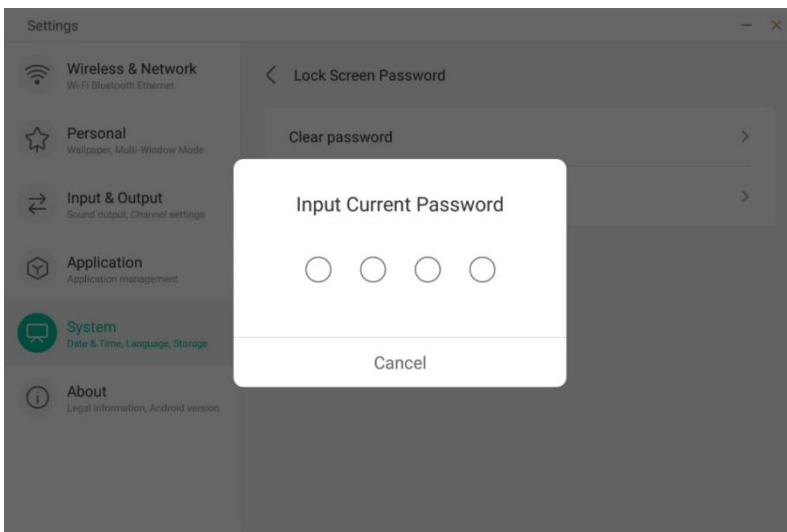 Settings
Wireless & Network
Wi-Fi Bluetooth Ethernet
Personal
Wallpaper, Multi-Window Mode
Input & Output
Sound output, Channel settings
Application
Application management
System
Date & Time, Language, Storage
About
Legal information, Android version
Lock Screen Password
Clear password
Input Current Password
Cancel